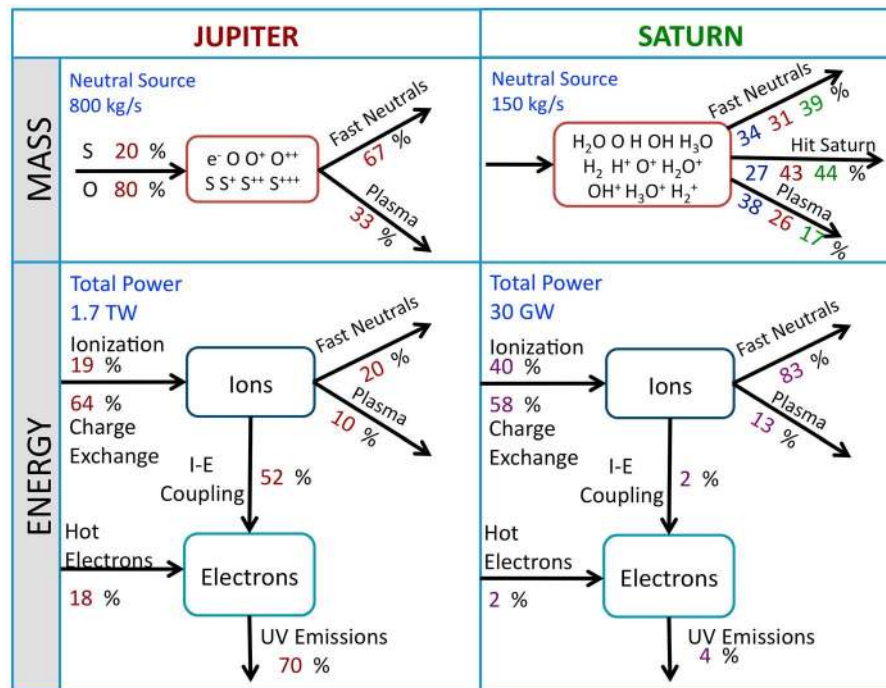 JUPITER
SATURN
MASS
Neutral Source
800 kg/s
S 20 %
O 80 %
e⁻ O O⁺ O⁺⁺
S S⁺ S⁺⁺ S⁺⁺⁺
Fast Neutrals
67 %
Plasma
33 %
Neutral Source
150 kg/s
H₂O O H OH H₃O
H₂ H⁺ O⁺ H₂O⁺
OH⁺ H₃O⁺ H₂⁺
Fast Neutrals
34 31 39 %
Hit Saturn
27 43 44 %
Plasma
38 26 17 %
ENERGY
Total Power
1.7 TW
Ionization
19 %
64 %
Charge
Exchange
Ions
Fast Neutrals
20 %
Plasma
10 %
I-E
Coupling
52 %
Hot
Electrons
18 %
Electrons
UV Emissions
70 %
Total Power
30 GW
Ionization
40 %
58 %
Charge
Exchange
Ions
Fast Neutrals
83 %
Plasma
13 %
I-E
Coupling
2 %
Hot
Electrons
2 %
Electrons
UV Emissions
4 %